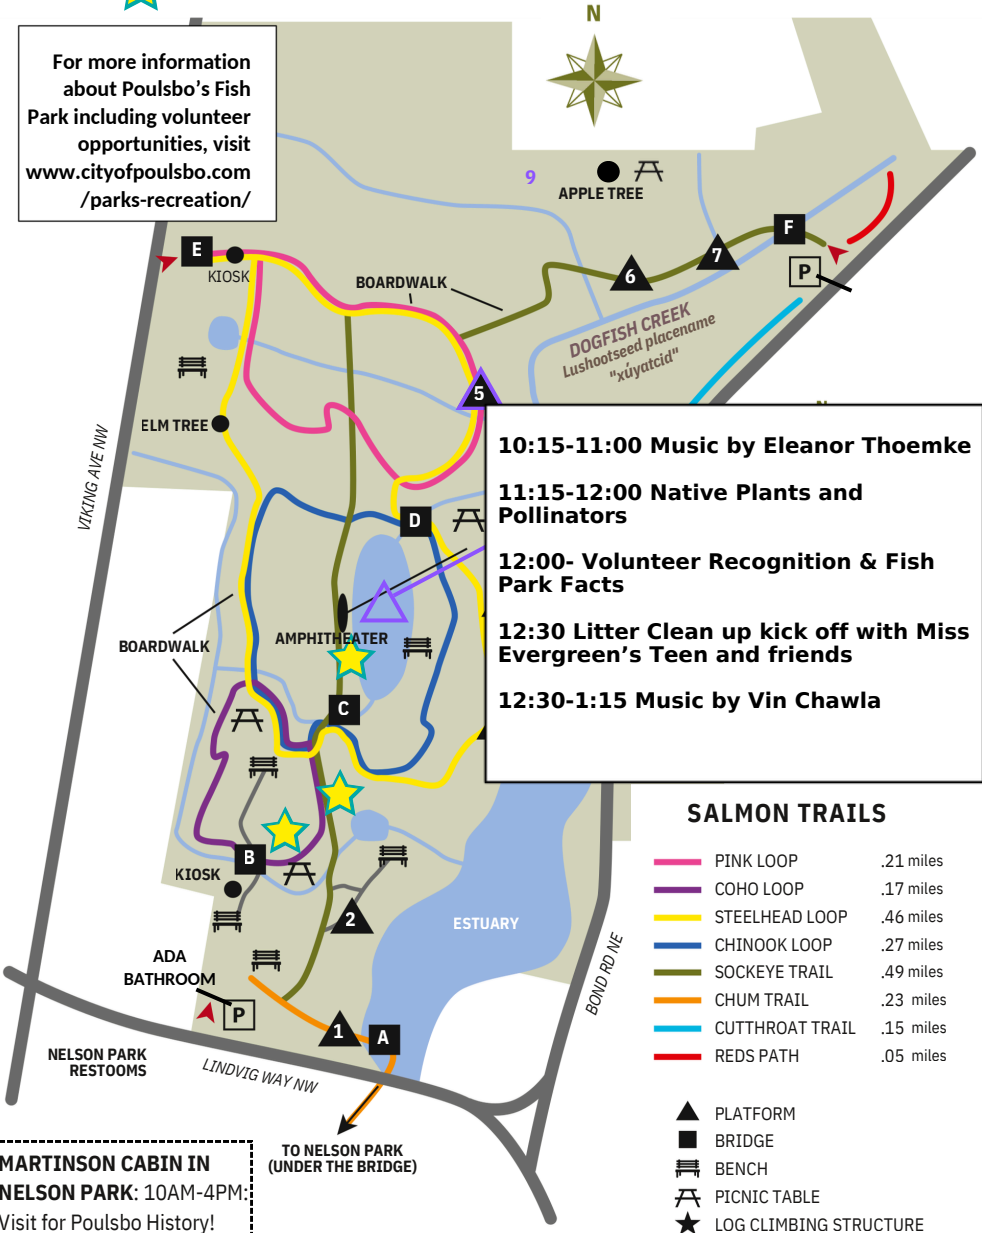 For more information
about Poulsbo’s Fish
Park including volunteer
opportunities, visit
www.cityofpoulsbo.com
/parks-recreation/
N
9
APPLE TREE
E
KIOSK
BOARDWALK
F
7
6
P
DOGFISH CREEK
Lushootseed placename
"xúyatcid"
5
ELM TREE
VIKING AVE NW
10:15-11:00 Music by Eleanor Thoemke
11:15-12:00 Native Plants and
Pollinators
12:00- Volunteer Recognition & Fish
Park Facts
12:30 Litter Clean up kick off with Miss
Evergreen’s Teen and friends
12:30-1:15 Music by Vin Chawla
D
AMPHITHEATER
BOARDWALK
C
B
KIOSK
2
ESTUARY
ADA
BATHROOM
P
1
A
BOND RD NE
NELSON PARK
RESTOOMS
LINDVIG WAY NW
TO NELSON PARK
(UNDER THE BRIDGE)
MARTINSON CABIN IN
NELSON PARK: 10AM-4PM:
Visit for Poulsbo History!
SALMON TRAILS
PINK LOOP .21 miles
COHO LOOP .17 miles
STEELHEAD LOOP .46 miles
CHINOOK LOOP .27 miles
SOCKEYE TRAIL .49 miles
CHUM TRAIL .23 miles
CUTTHROAT TRAIL .15 miles
REDS PATH .05 miles
PLATFORM
BRIDGE
BENCH
PICNIC TABLE
LOG CLIMBING STRUCTURE